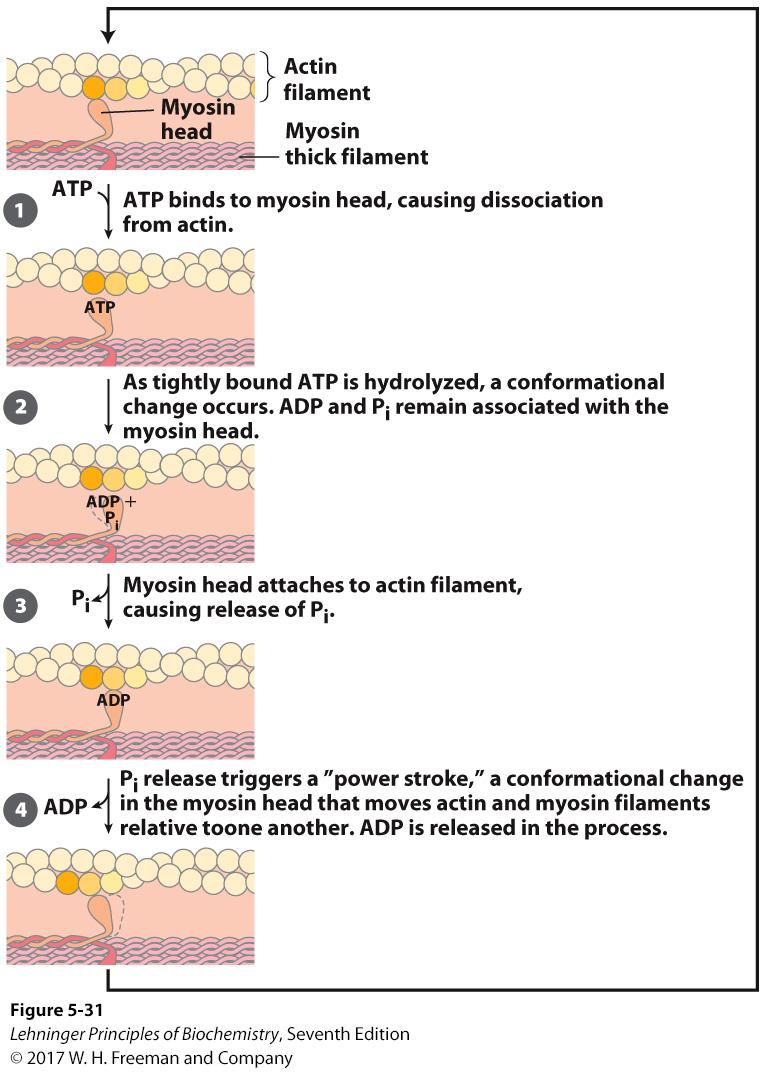 Actin
filament
Myosin
head
Myosin
thick filament
ATP
1
ATP binds to myosin head, causing dissociation
from actin.
ATP
2
As tightly bound ATP is hydrolyzed, a conformational
change occurs. ADP and Pi remain associated with the
myosin head.
ADP +
Pi
3
Pi
Myosin head attaches to actin filament,
causing release of Pi.
ADP
4
ADP
Pi release triggers a ”power stroke,” a conformational change
in the myosin head that moves actin and myosin filaments
relative toone another. ADP is released in the process.
Figure 5-31
Lehninger Principles of Biochemistry, Seventh Edition
© 2017 W. H. Freeman and Company